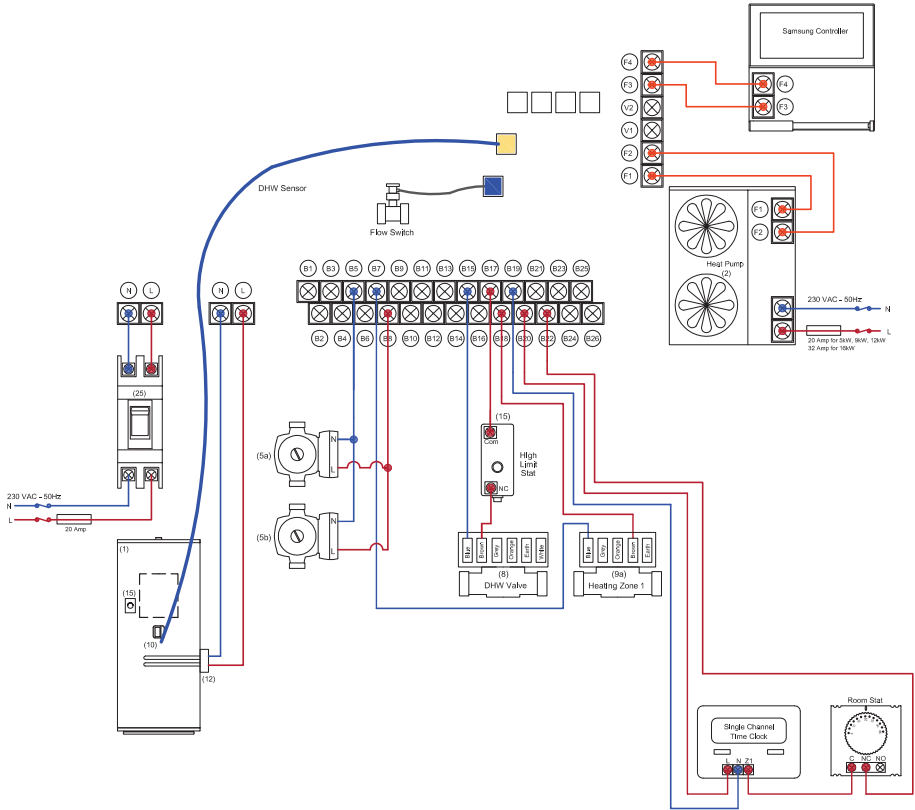 Samsung Controller
F4
F3
V2
V1
F2
F1
F4
F3
DHW Sensor
Flow Switch
F1
F2
Heat Pump
(2)
230 VAC - 50Hz
N
L
20 Amp for 5kW, 9kW, 12kW
32 Amp for 16kW
B1 B3 B5 B7 B9 B11 B13 B15 B17 B19 B21 B23 B25
B2 B4 B6 B8 B10 B12 B14 B16 B18 B20 B22 B24 B26
N L N L
(25)
(5a)
N
L
(5b)
N
L
(15)
Com
High
Limit
Stat
NC
230 VAC - 50Hz
N
L
20 Amp
Blue Brown Grey Orange Earth White
(8)
DHW Valve
Blue Grey Orange Brown Earth
(9a)
Heating Zone 1
(1)
(15)
(10)
(12)
Single Channel
Time Clock
L N Z1
Room Stat
C NC NO